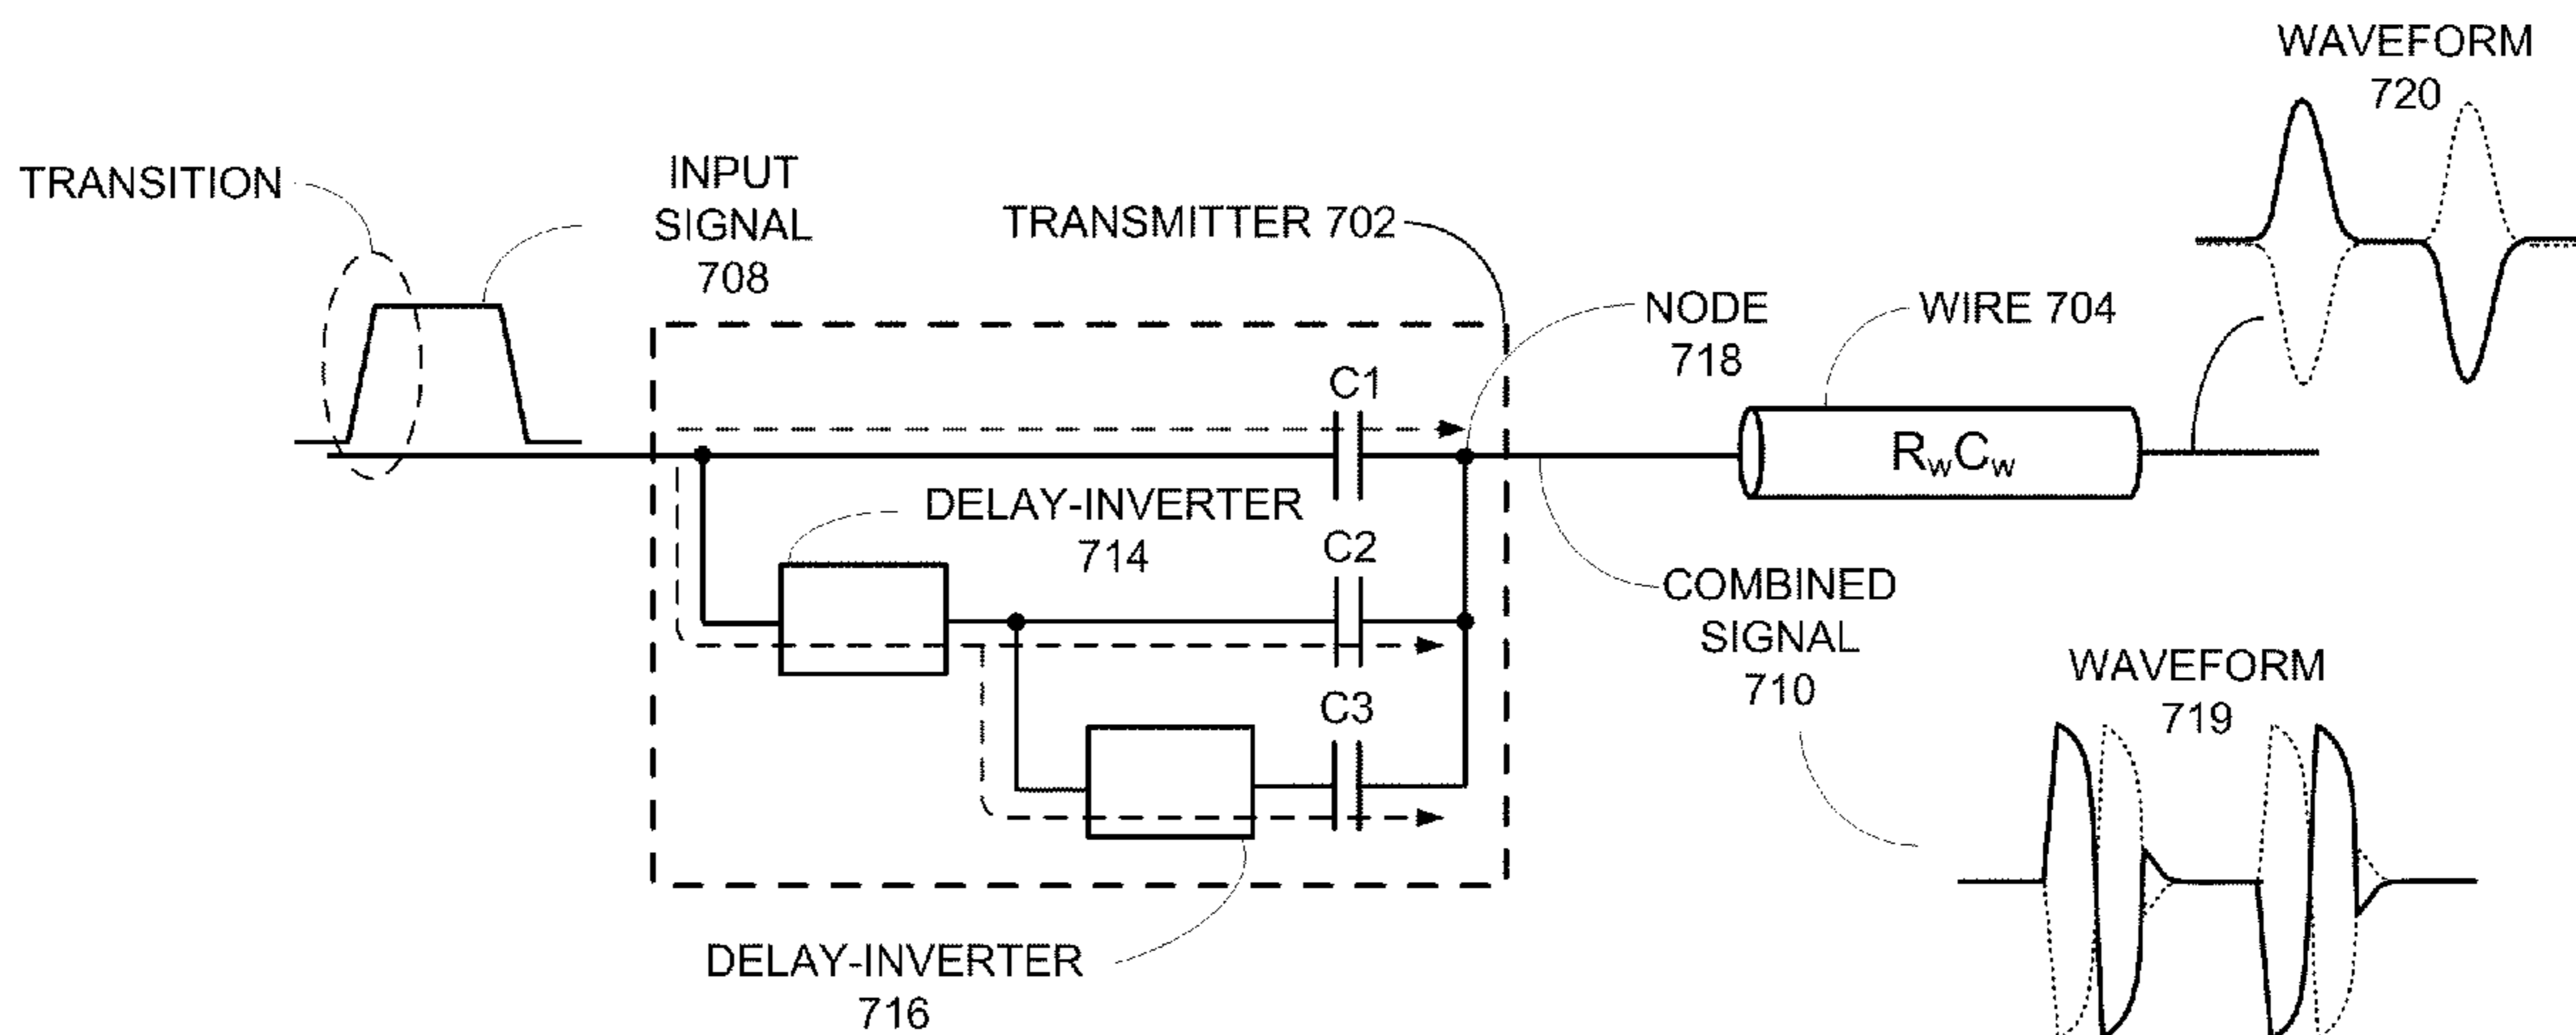 WAVEFORM
720
TRANSITION
INPUT
SIGNAL
708
TRANSMITTER 702
NODE
718
WIRE 704
C1
RwCw
DELAY-INVERTER
714
C2
COMBINED
SIGNAL
710
WAVEFORM
719
C3
DELAY-INVERTER
716